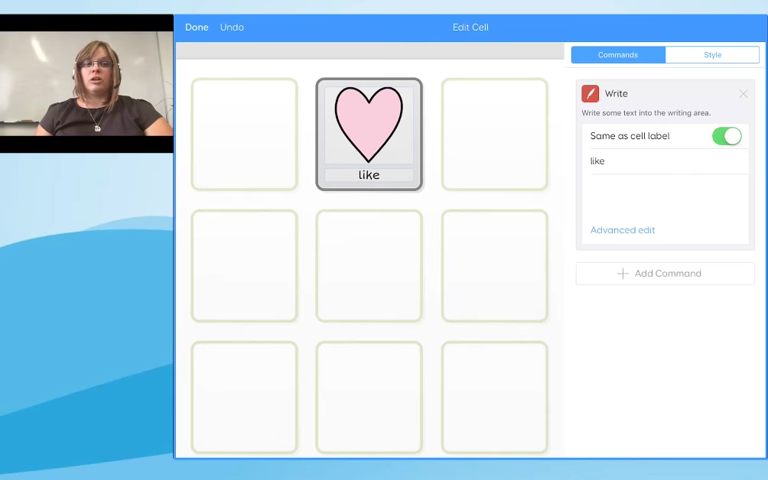 Done Undo Edit Cell
Commands Style
Write
Write some text into the writing area.
Same as cell label
like
like
Advanced edit
+ Add Command